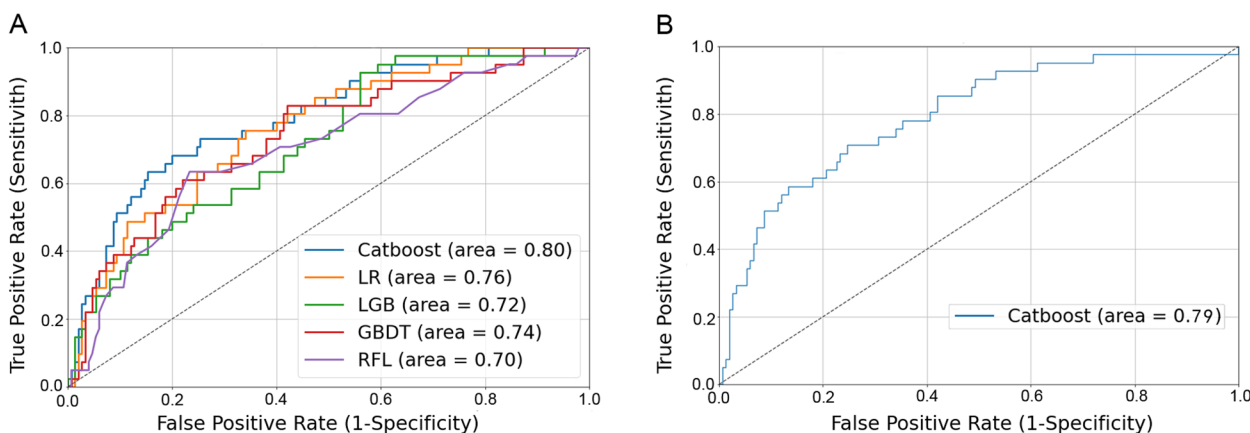 A
True Positive Rate (Sensitivith)
1.0
0.8
0.6
0.4
0.2
0.0
Catboost (area = 0.80)
LR (area = 0.76)
LGB (area = 0.72)
GBDT (area = 0.74)
RFL (area = 0.70)
0.0 0.2 0.4 0.6 0.8 1.0
False Positive Rate (1-Specificity)
B
True Positive Rate (Sensitivith)
1.0
0.8
0.6
0.4
0.2
0.0
Catboost (area = 0.79)
0.0 0.2 0.4 0.6 0.8 1.0
False Positive Rate (1-Specificity)